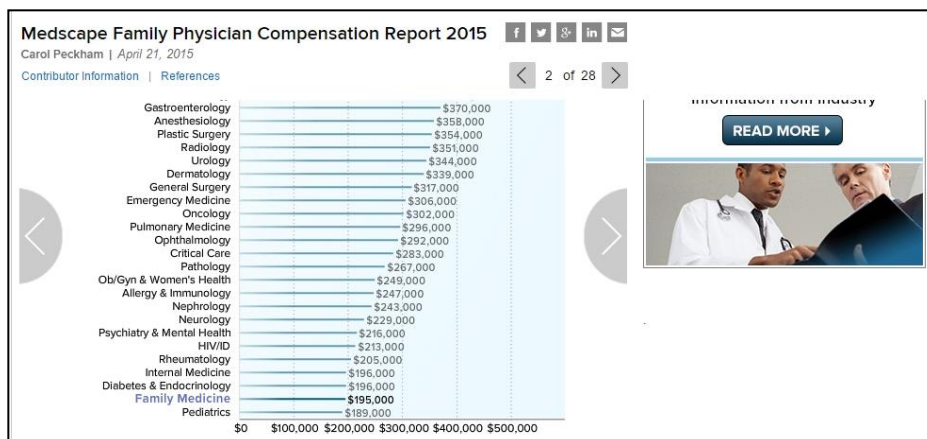 Medscape Family Physician Compensation Report 2015
Carol Peckham | April 21, 2015
Contributor Information | References
2 of 28
Information from Industry
READ MORE
Gastroenterology $370,000
Anesthesiology $358,000
Plastic Surgery $354,000
Radiology $351,000
Urology $344,000
Dermatology $339,000
General Surgery $317,000
Emergency Medicine $306,000
Oncology $302,000
Pulmonary Medicine $296,000
Ophthalmology $292,000
Critical Care $283,000
Pathology $267,000
Ob/Gyn & Women's Health $249,000
Allergy & Immunology $247,000
Nephrology $243,000
Neurology $229,000
Psychiatry & Mental Health $216,000
HIV/ID $213,000
Rheumatology $205,000
Internal Medicine $196,000
Diabetes & Endocrinology $196,000
Family Medicine $195,000
Pediatrics $189,000
$0 $100,000 $200,000 $300,000 $400,000 $500,000